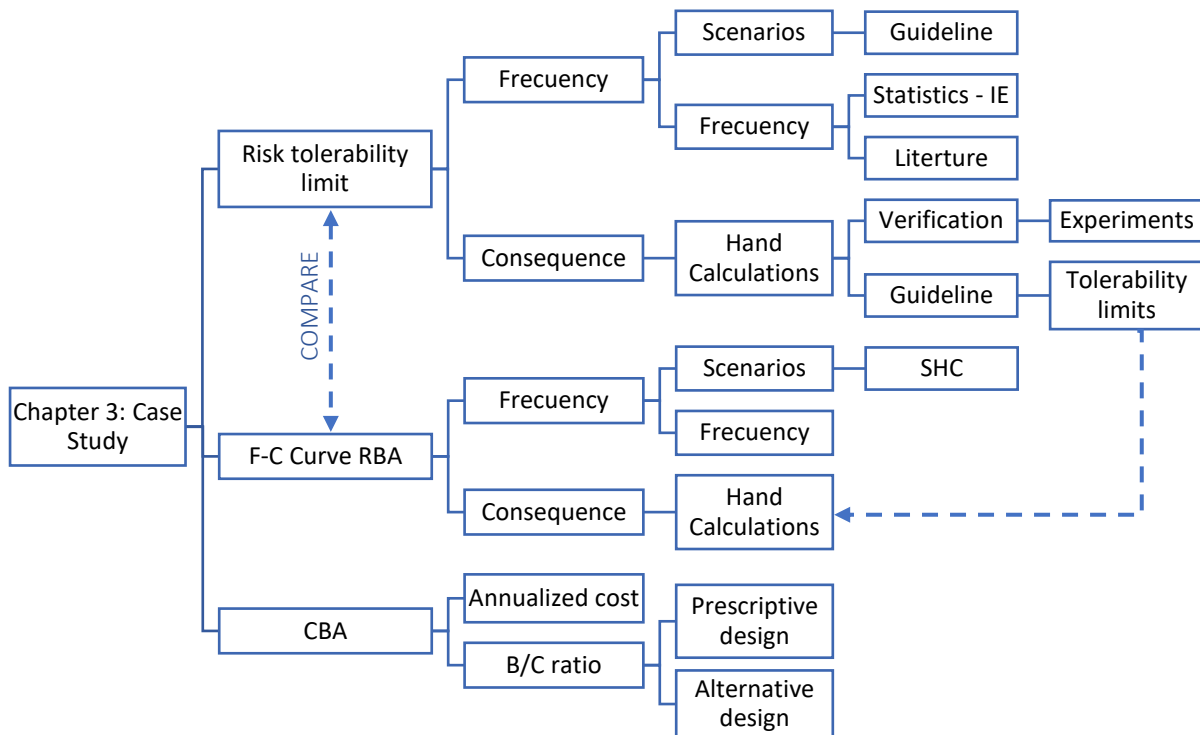 Scenarios
Guideline
Frecuency
Statistics - IE
Frecuency
Literture
Risk tolerability
limit
Verification
Experiments
Consequence
Hand
Calculations
Guideline
Tolerability
limits
COMPARE
Chapter 3: Case
Study
Scenarios
SHC
Frecuency
Frecuency
F-C Curve RBA
Consequence
Hand
Calculations
CBA
Annualized cost
B/C ratio
Prescriptive
design
Alternative
design